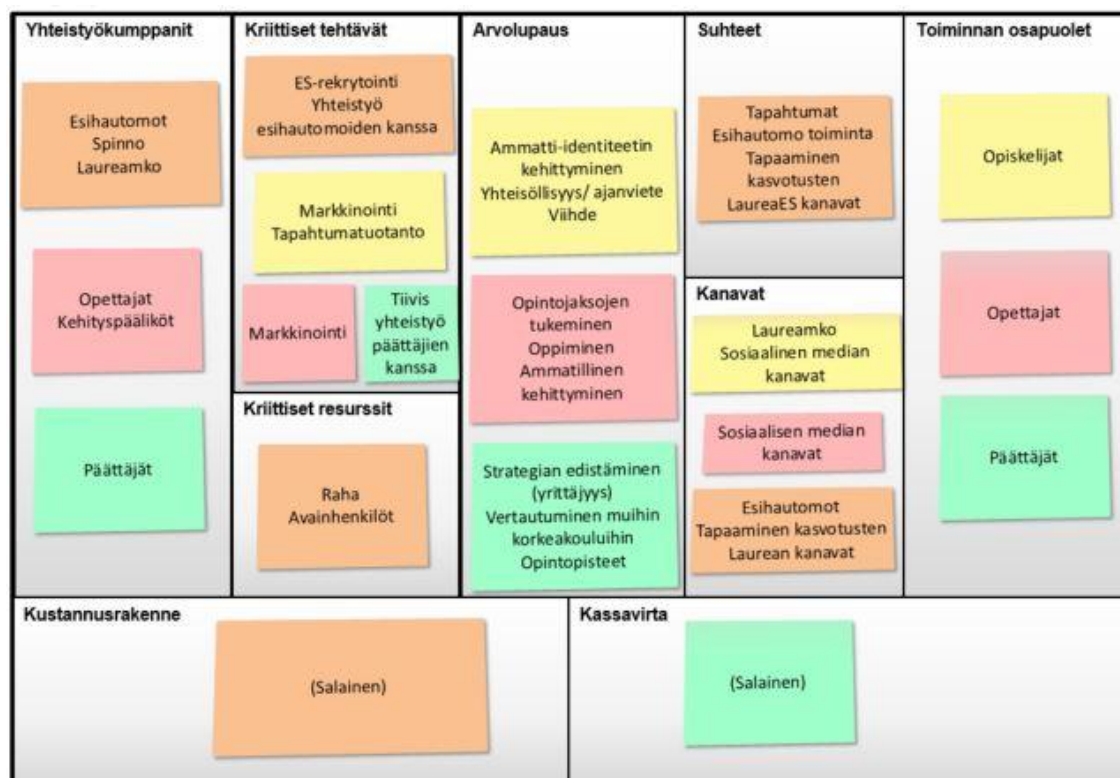 Yhteistyökumppanit
Esihautomot
Spinno
Laureamko
Opettajat
Kehityspäälliköt
Päättäjät
Kriittiset tehtävät
ES-rekrytointi
Yhteistyö
esihautomoiden kanssa
Markkinointi
Tapahtumatuotanto
Markkinointi
Tiivis
yhteistyö
päättäjien
kanssa
Kriittiset resurssit
Raha
Avainhenkilöt
Arvolupaus
Ammatti-identiteetin
kehittyminen
Yhteisöllisyys/ ajanviete
Viihde
Opintojaksojen
tukeminen
Oppiminen
Ammatillinen
kehittyminen
Strategian edistäminen
(yrittäjyys)
Vertautuminen muihin
korkeakouluihin
Opintopisteet
Suhteet
Tapahtumat
Esihautomo toiminta
Tapaaminen
kasvotusten
LaureaES kanavat
Kanavat
Laureamko
Sosiaalinen median
kanavat
Sosiaalisen median
kanavat
Esihautomot
Tapaaminen kasvotusten
Laurean kanavat
Toiminnan osapuolet
Opiskelijat
Opettajat
Päättäjät
Kustannusrakenne
(Salainen)
Kassavirta
(Salainen)